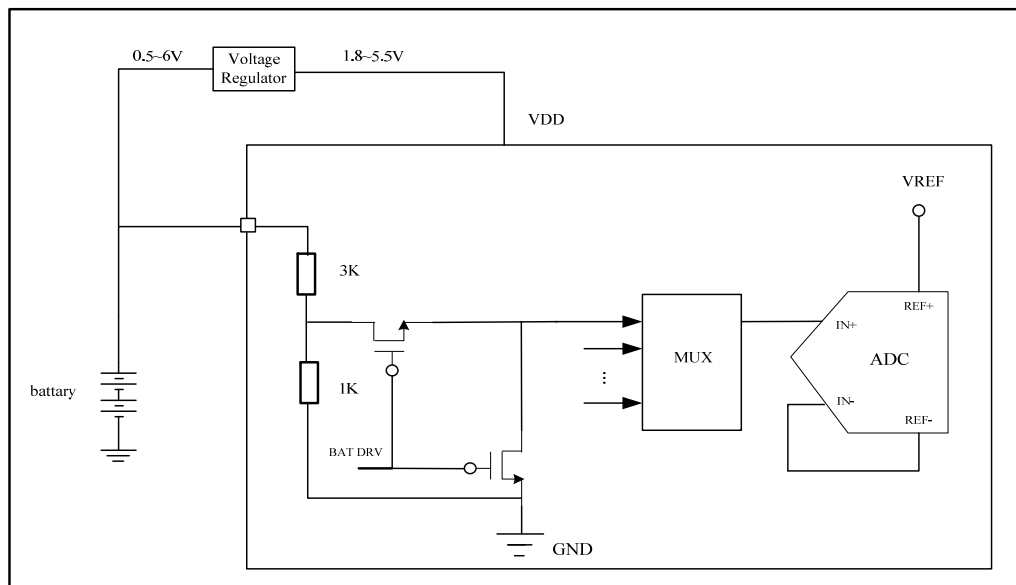 0.5~6V
Voltage
Regulator
1.8~5.5V
VDD
VREF
3K
REF+
IN+
MUX
ADC
...
1K
IN-
battary
REF-
BAT DRV
GND